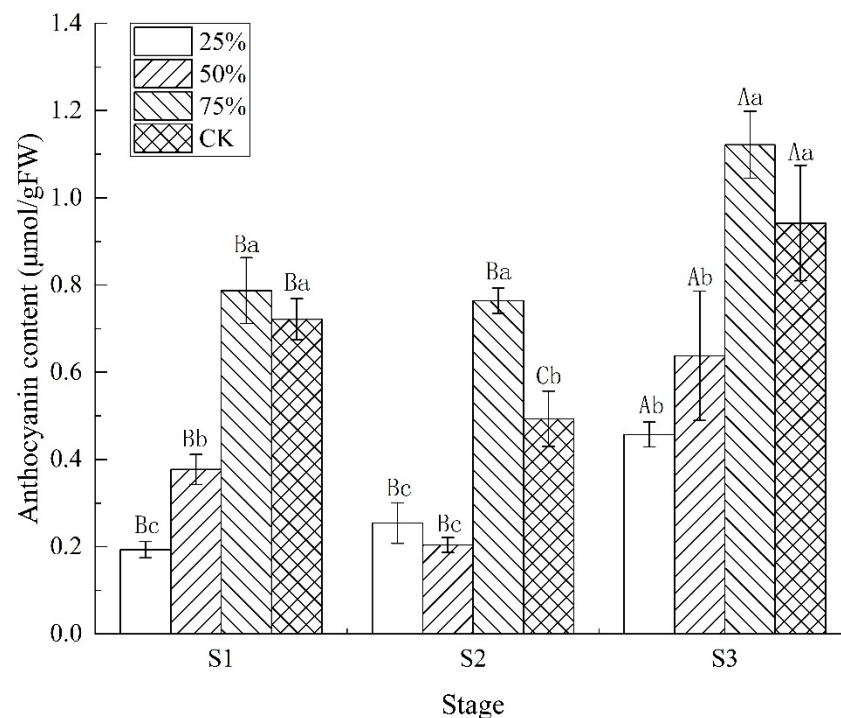 Anthocyanin content (μmol/gFW)
1.4
1.2
1.0
0.8
0.6
0.4
0.2
0.0
25%
50%
75%
CK
Bc
Bb
Ba
Ba
Bc
Bc
Ba
Cb
Ab
Ab
Aa
Aa
S1
S2
S3
Stage